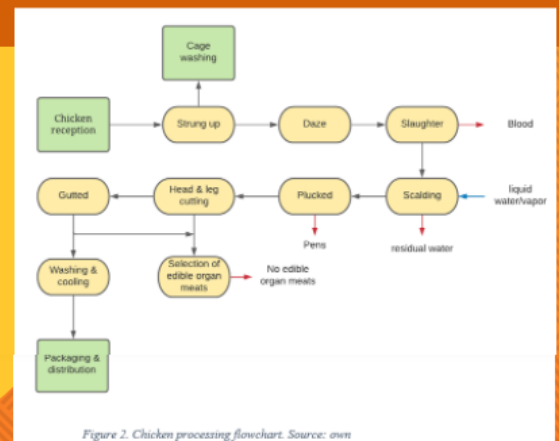 Cage
washing
Chicken
reception
Strung up
Daze
Slaughter
Blood
Gutted
Head & leg
cutting
Plucked
Scalding
liquid
water/vapor
Pens
residual water
Washing &
cooling
Selection of
edible organ
meats
No edible
organ meats
Packaging &
distribution
Figure 2. Chicken processing flowchart. Source: own